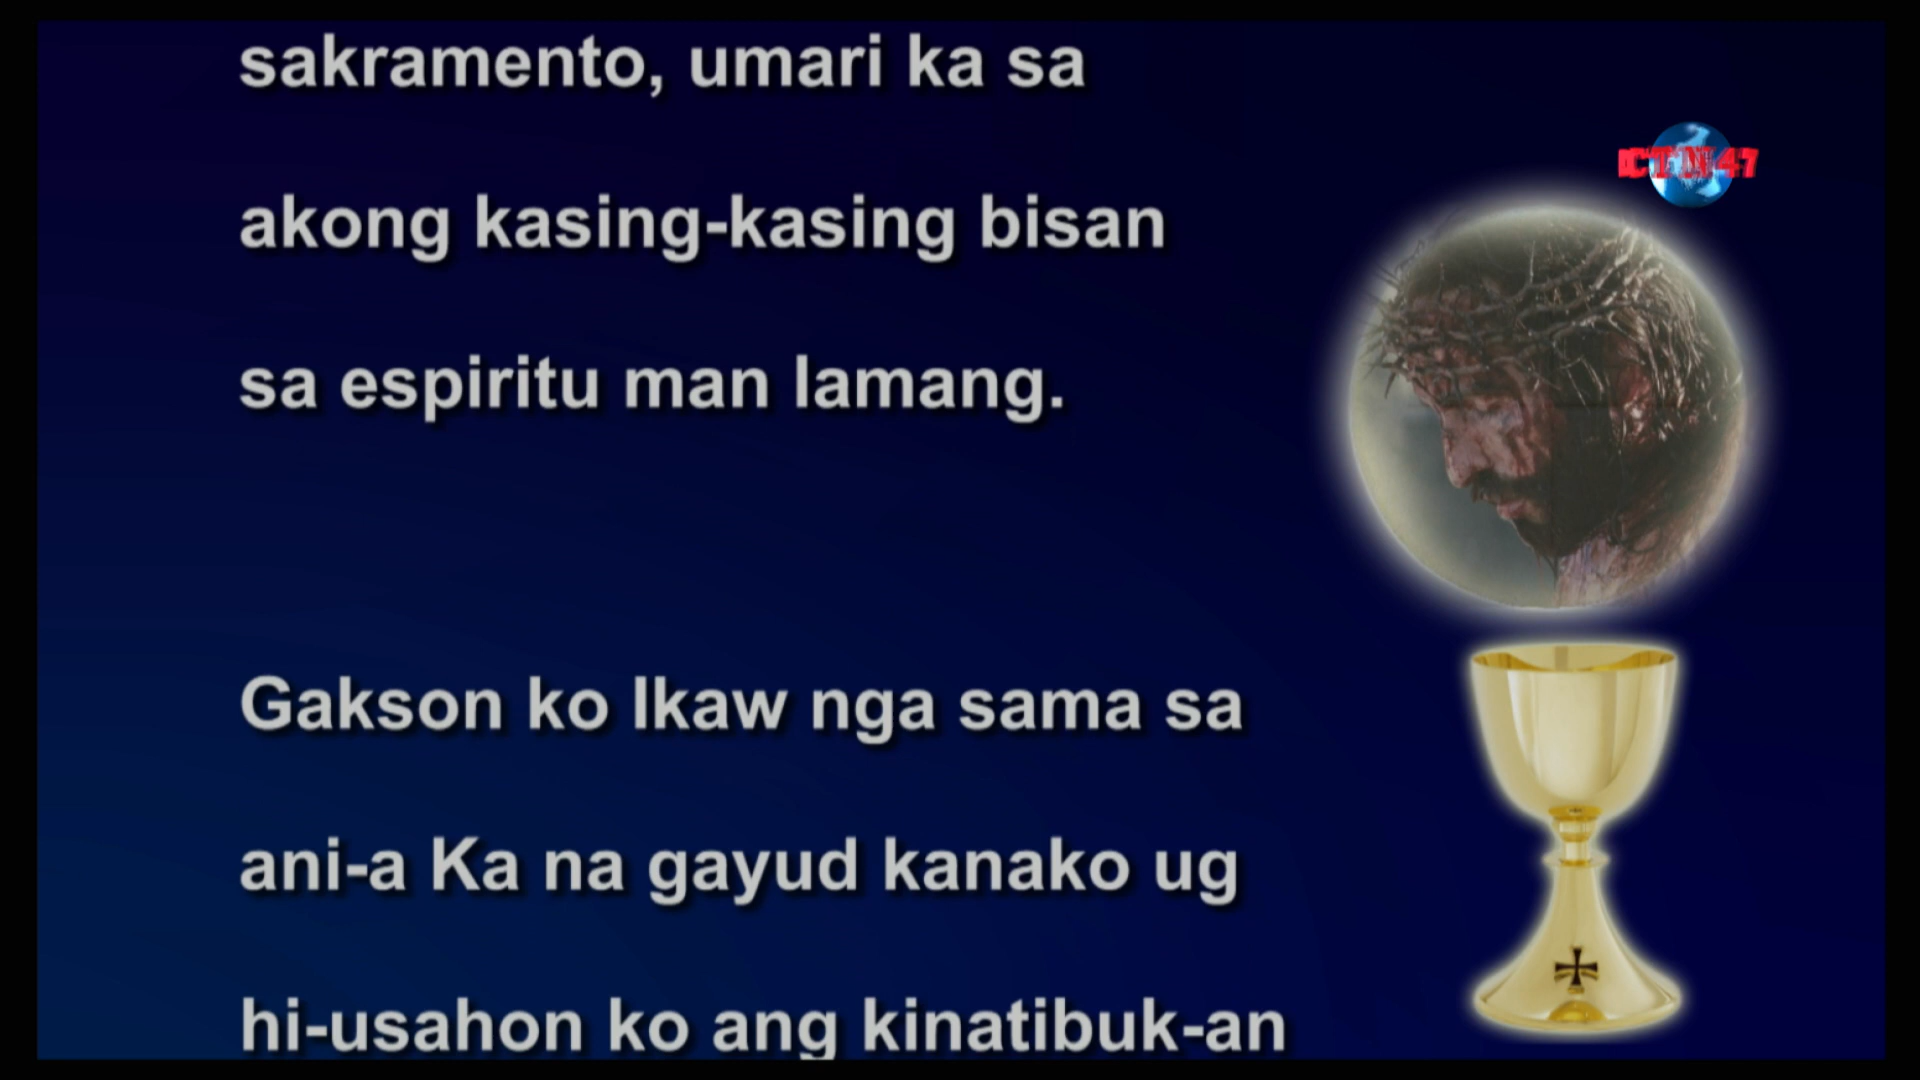 sakramento, umari ka sa
CTN47
akong kasing-kasing bisan
sa espiritu man lamang.
Gakson ko Ikaw nga sama sa
ani-a Ka na gayud kanako ug
hi-usahon ko ang kinatibuk-an